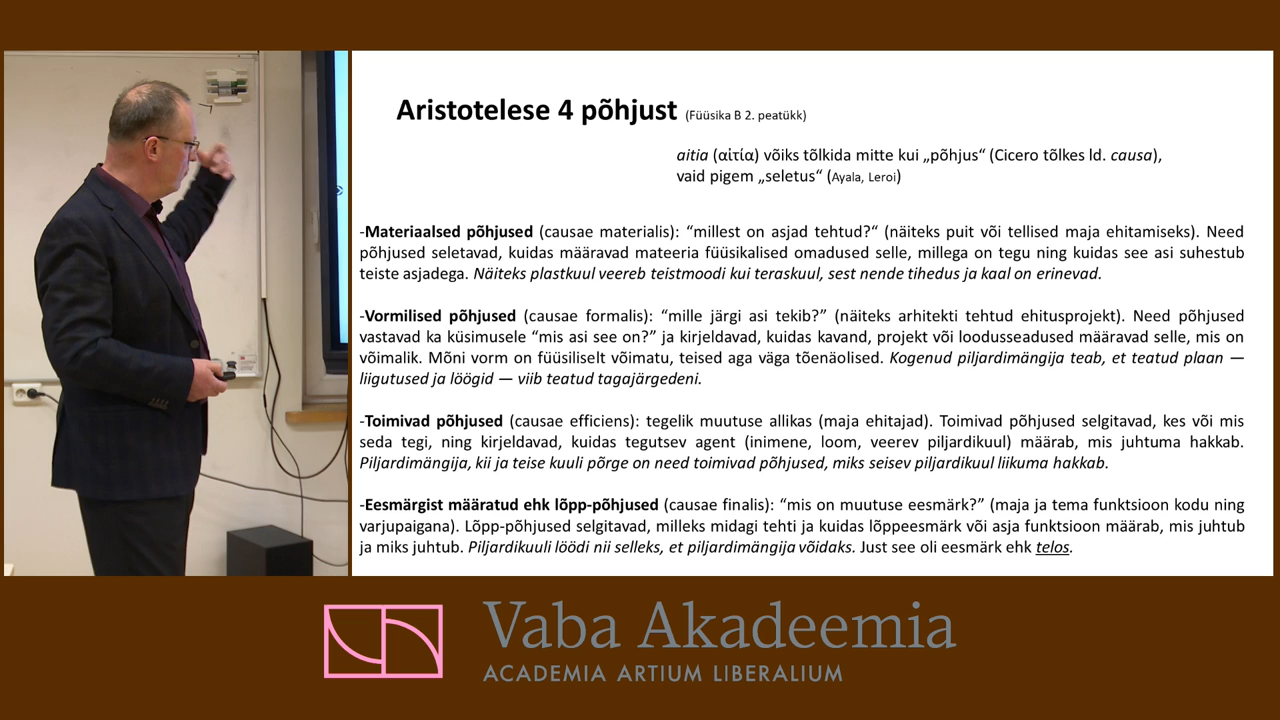 Aristotelese 4 põhjust (Füüsika B 2. peatükk)
aitia (αἰτία) võiks tõlkida mitte kui „põhjus“ (Cicero tõlkes ld. causa),
vaid pigem „seletus“ (Ayala, Leroi)
-Materiaalsed põhjused (causae materialis): “millest on asjad tehtud?“ (näiteks puit või tellised maja ehitamiseks). Need
põhjused seletavad, kuidas määravad mateeria füüsikalised omadused selle, millega on tegu ning kuidas see asi suhestub
teiste asjadega. Näiteks plastkuul veereb teistmoodi kui teraskuul, sest nende tihedus ja kaal on erinevad.
-Vormilised põhjused (causae formalis): “mille järgi asi tekib?” (näiteks arhitekti tehtud ehitusprojekt). Need põhjused
vastavad ka küsimusele “mis asi see on?” ja kirjeldavad, kuidas kavand, projekt või loodusseadused määravad selle, mis on
võimalik. Mõni vorm on füüsiliselt võimatu, teised aga väga tõenäolised. Kogenud piljardimängija teab, et teatud plaan —
liigutused ja löögid — viib teatud tagajärgedeni.
-Toimivad põhjused (causae efficiens): tegelik muutuse allikas (maja ehitajad). Toimivad põhjused selgitavad, kes või mis
seda tegi, ning kirjeldavad, kuidas tegutsev agent (inimene, loom, veerev piljardikuul) määrab, mis juhtuma hakkab.
Piljardimängija, kii ja teise kuuli põrge on need toimivad põhjused, miks seisev piljardikuul liikuma hakkab.
-Eesmärgist määratud ehk lõpp-põhjused (causae finalis): “mis on muutuse eesmärk?” (maja ja tema funktsioon kodu ning
varjupaigana). Lõpp-põhjused selgitavad, milleks midagi tehti ja kuidas lõppeesmärk või asja funktsioon määrab, mis juhtub
ja miks juhtub. Piljardikuuli löödi nii selleks, et piljardimängija võidaks. Just see oli eesmärk ehk telos.
Vaba Akadeemia
ACADEMIA ARTIUM LIBERALIUM